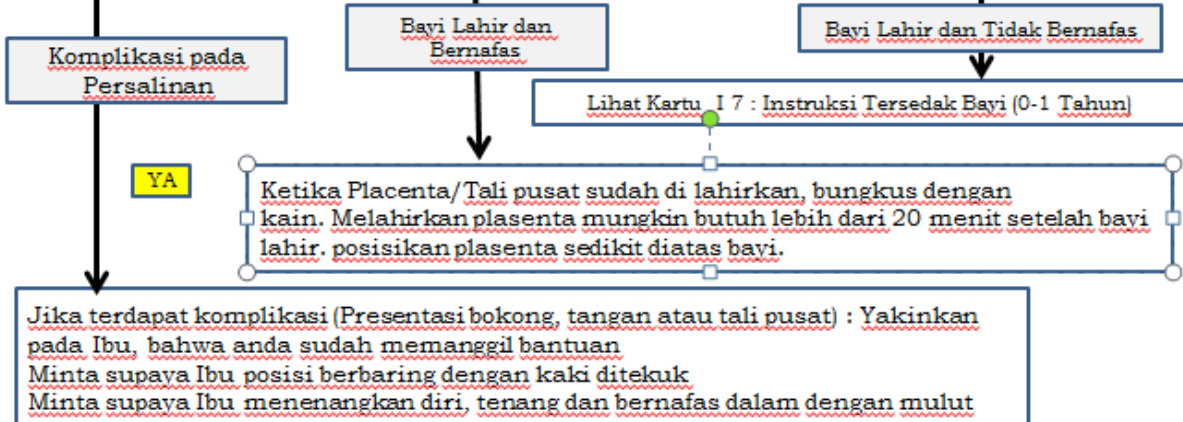 Bayi Lahir dan
Bernafas
Bayi Lahir dan Tidak Bernafas
Komplikasi pada
Persalinan
Lihat Kartu I 7 : Instruksi Tersedak Bayi (0-1 Tahun)
YA
Ketika Placenta/Tali pusat sudah di lahirkan, bungkus dengan
kain. Melahirkan plasenta mungkin butuh lebih dari 20 menit setelah bayi
lahir. posisikan plasenta sedikit diatas bayi.
Jika terdapat komplikasi (Presentasi bokong, tangan atau tali pusat) : Yakinkan
pada Ibu, bahwa anda sudah memanggil bantuan
Minta supaya Ibu posisi berbaring dengan kaki ditekuk
Minta supaya Ibu menenangkan diri, tenang dan bernafas dalam dengan mulut